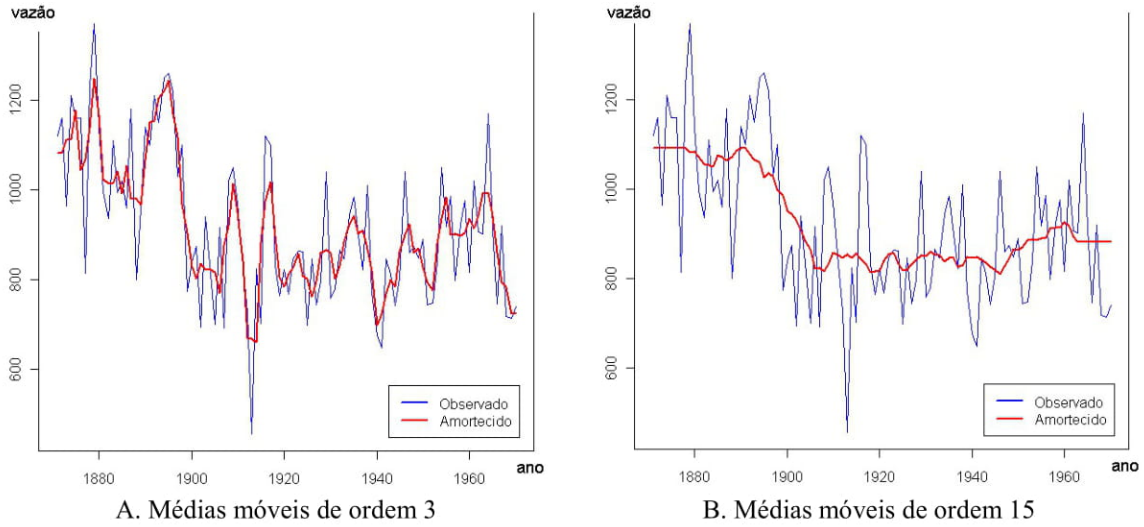 vazão
1200
1000
800
600
1880
1900
1920
1940
1960
ano
Observado
Amortecido
A. Médias móveis de ordem 3
vazão
1200
1000
800
600
1880
1900
1920
1940
1960
ano
Observado
Amortecido
B. Médias móveis de ordem 15